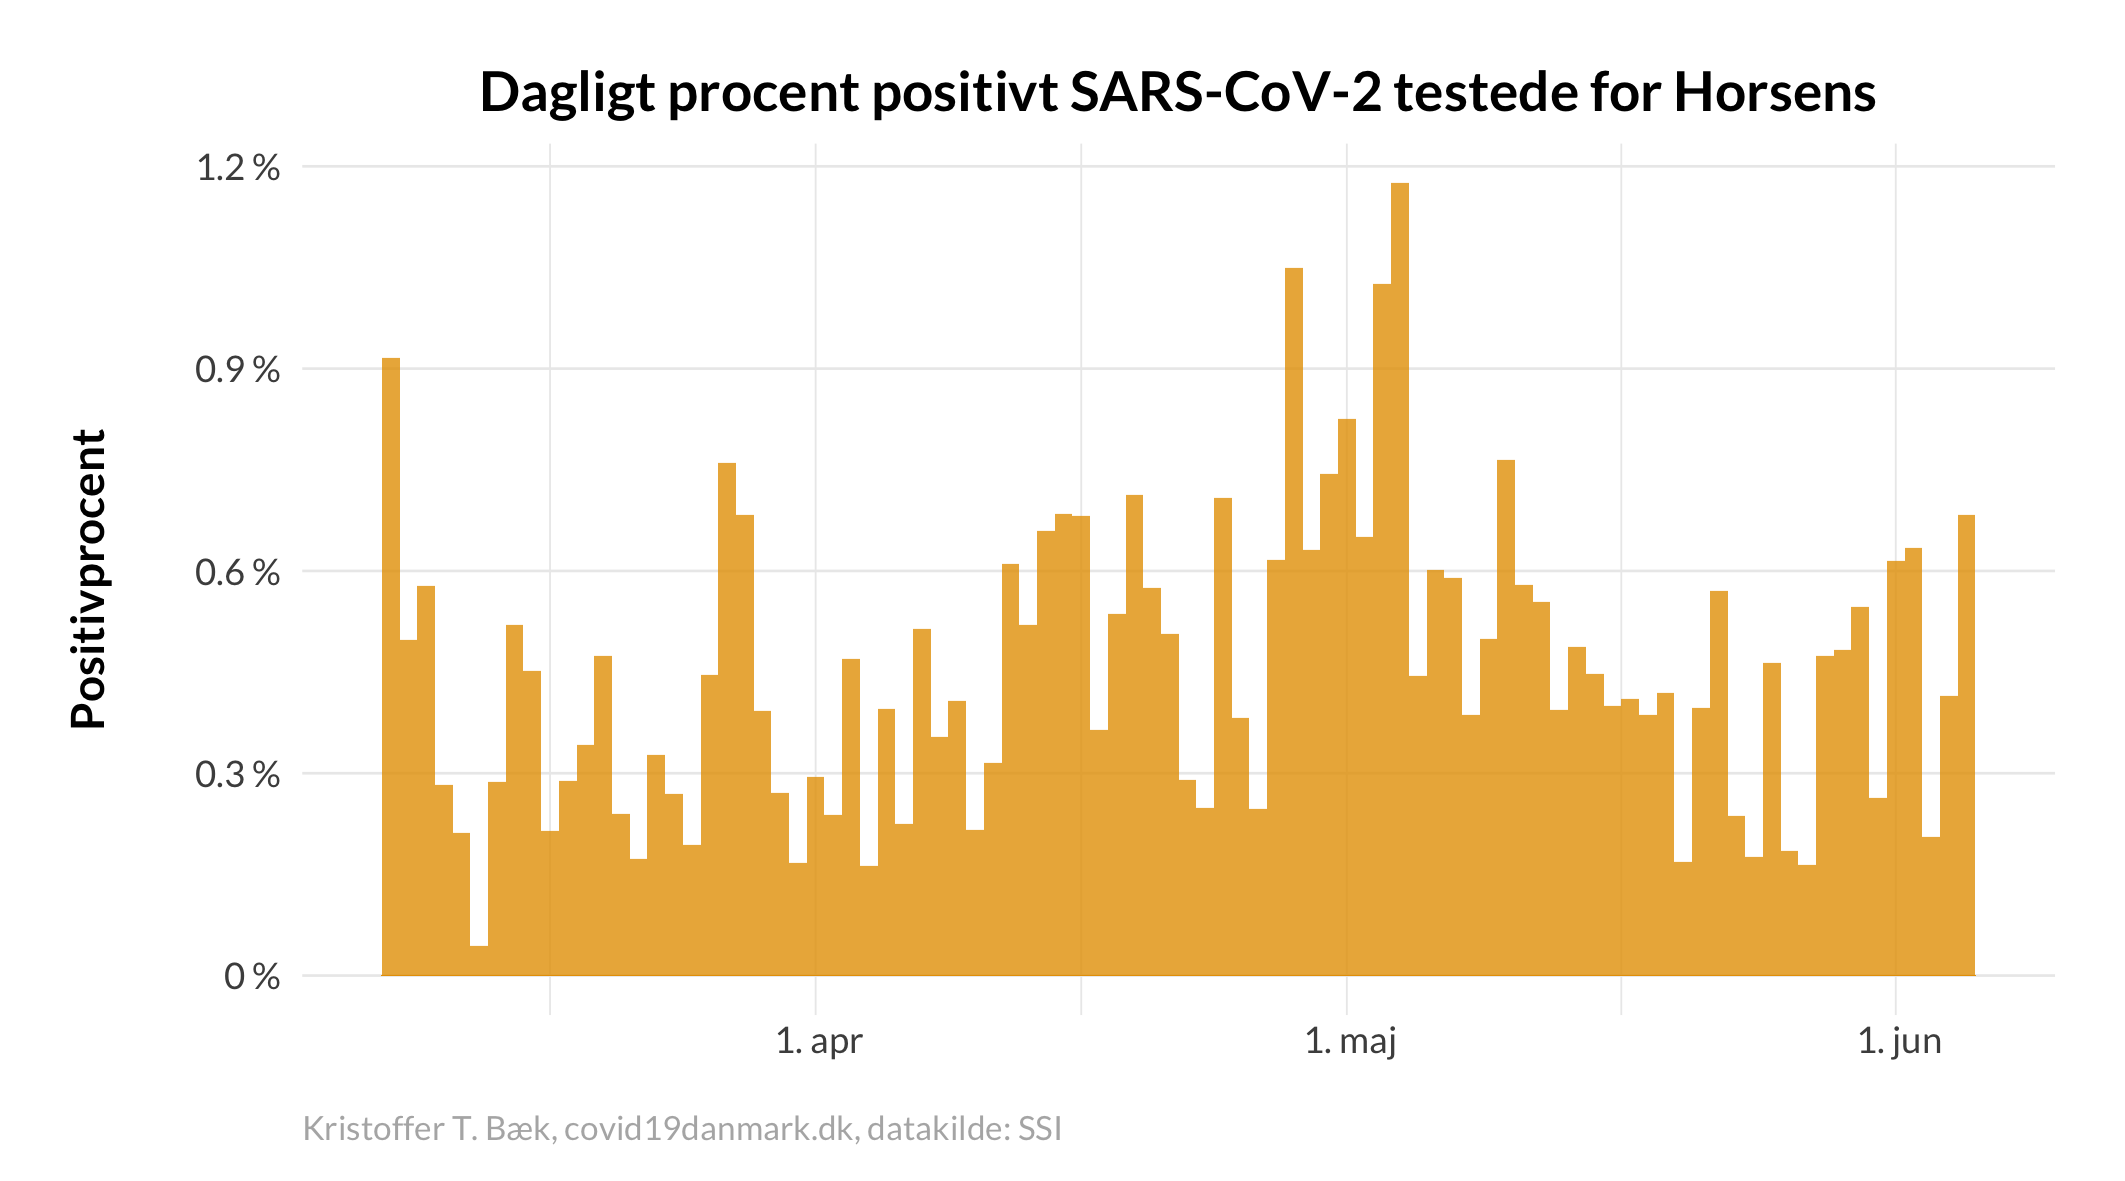 Dagligt procent positivt SARS-CoV-2 testede for Horsens
Positivprocent
1.2 %
0.9 %
0.6 %
0.3 %
0 %
1. apr
1. maj
1. jun
Kristoffer T. Bæk, covid19danmark.dk, datakilde: SSI